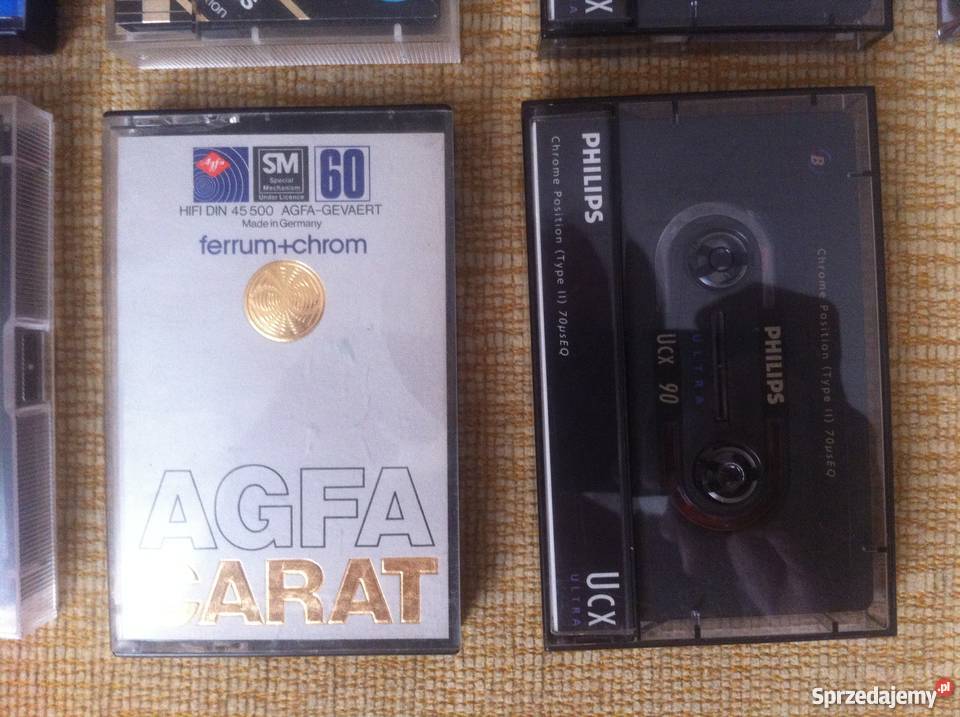 UCX
ULTRA
Agfa
SM
Special
Mechanism
Under Licence
60
HIFI DIN 45 500 AGFA-GEVAERT
Made in Germany
ferrum+chrom
AGFA
CARAT
PHILIPS
Chrome Position (Type II) 70µsEQ
UCX
ULTRA
B
Chrome Position (Type II) 70µsEQ
PHILIPS
ULTRA
UCX 90
Sprzedajemy.pl